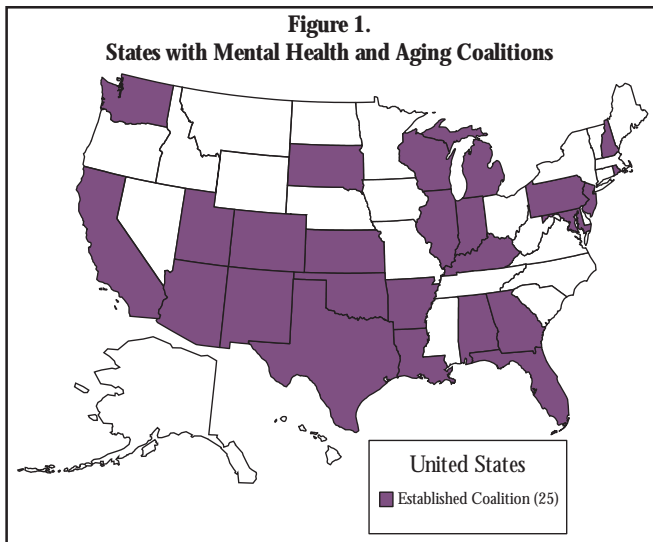 Figure 1.
States with Mental Health and Aging Coalitions
United States
Established Coalition (25)